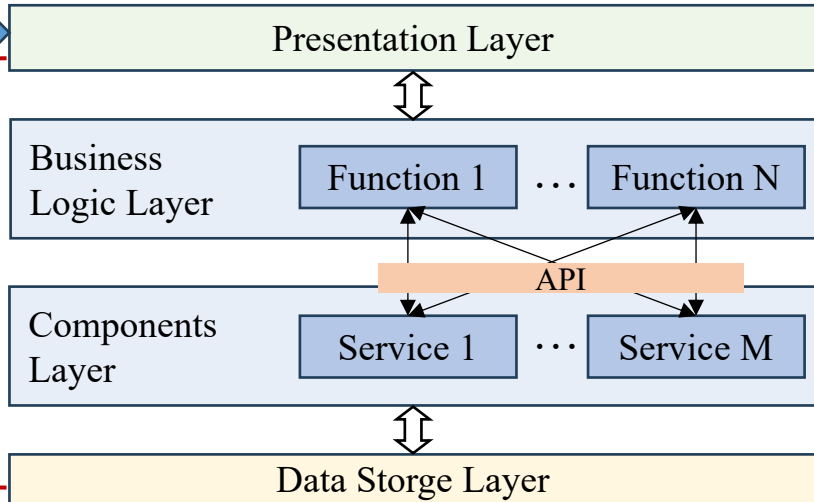 Presentation Layer
Business
Logic Layer
Function 1
...
Function N
API
Components
Layer
Service 1
...
Service M
Data Storge Layer